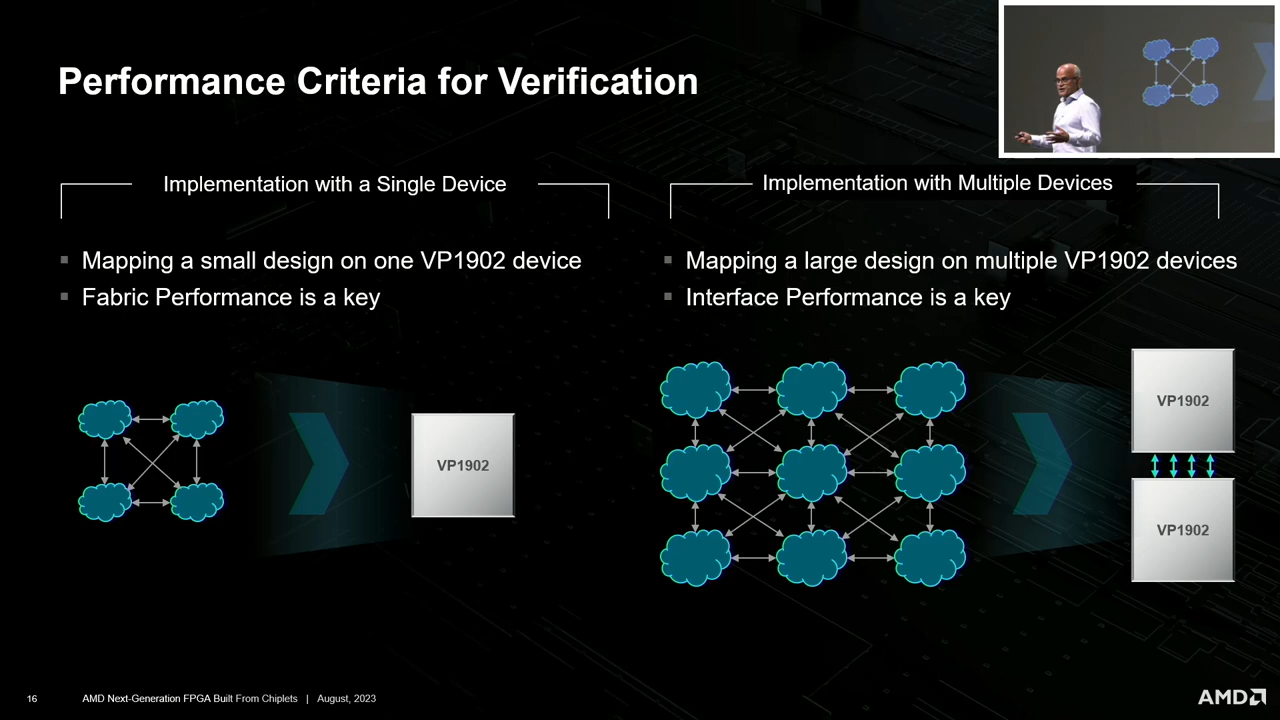 Performance Criteria for Verification
Implementation with a Single Device
Mapping a small design on one VP1902 device
Fabric Performance is a key
VP1902
Implementation with Multiple Devices
Mapping a large design on multiple VP1902 devices
Interface Performance is a key
VP1902
VP1902
16
AMD Next-Generation FPGA Built From Chiplets | August, 2023
AMD